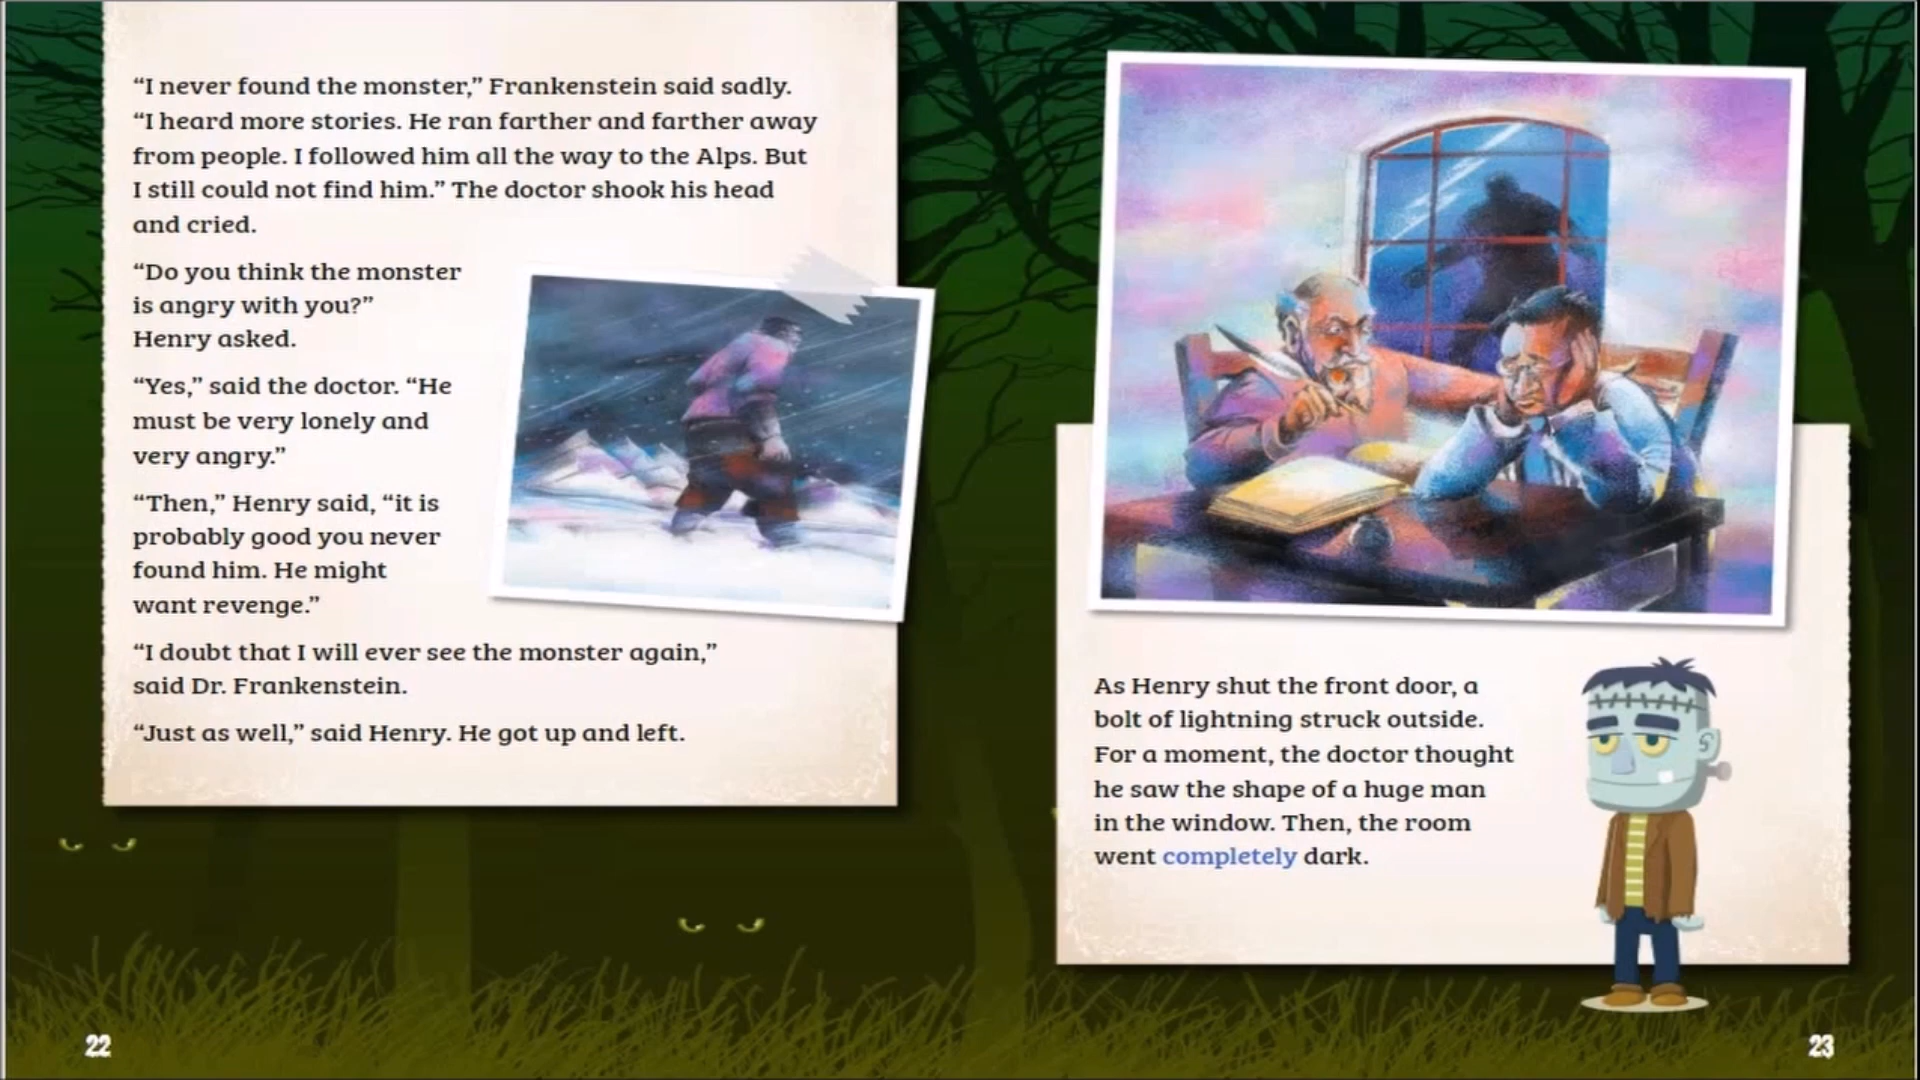 “I never found the monster,” Frankenstein said sadly.
“I heard more stories. He ran farther and farther away
from people. I followed him all the way to the Alps. But
I still could not find him.” The doctor shook his head
and cried.
“Do you think the monster
is angry with you?”
Henry asked.
“Yes,” said the doctor. “He
must be very lonely and
very angry.”
“Then,” Henry said, “it is
probably good you never
found him. He might
want revenge.”
“I doubt that I will ever see the monster again,”
said Dr. Frankenstein.
“Just as well,” said Henry. He got up and left.
22
As Henry shut the front door, a
bolt of lightning struck outside.
For a moment, the doctor thought
he saw the shape of a huge man
in the window. Then, the room
went completely dark.
23